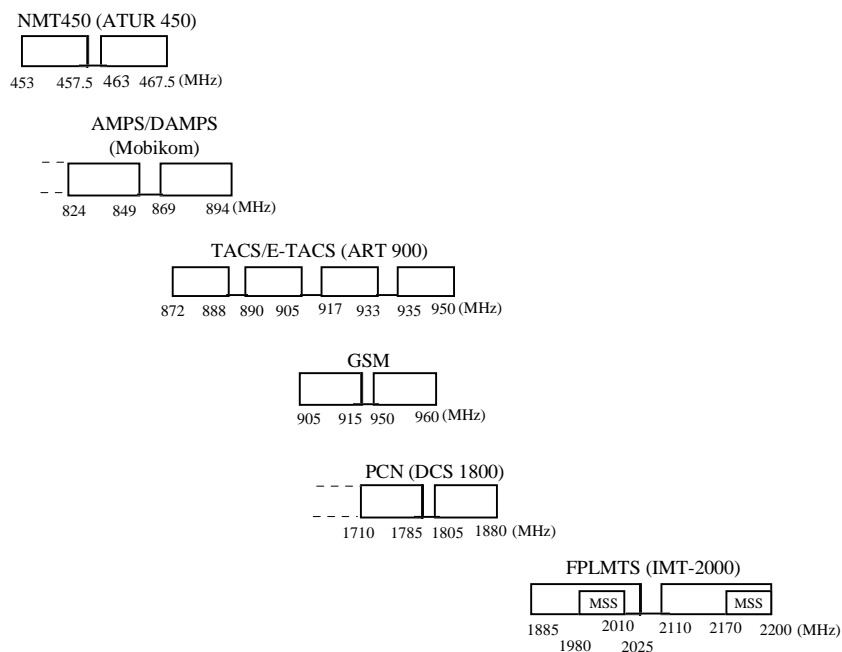 NMT450 (ATUR 450)
453 457.5 463 467.5 (MHz)
AMPS/DAMPS
(Mobikom)
824 849 869 894 (MHz)
TACS/E-TACS (ART 900)
872 888 890 905 917 933 935 950 (MHz)
GSM
905 915 950 960 (MHz)
PCN (DCS 1800)
1710 1785 1805 1880 (MHz)
FPLMTS (IMT-2000)
MSS MSS
1885 2010 2110 2170 2200 (MHz)
1980 2025